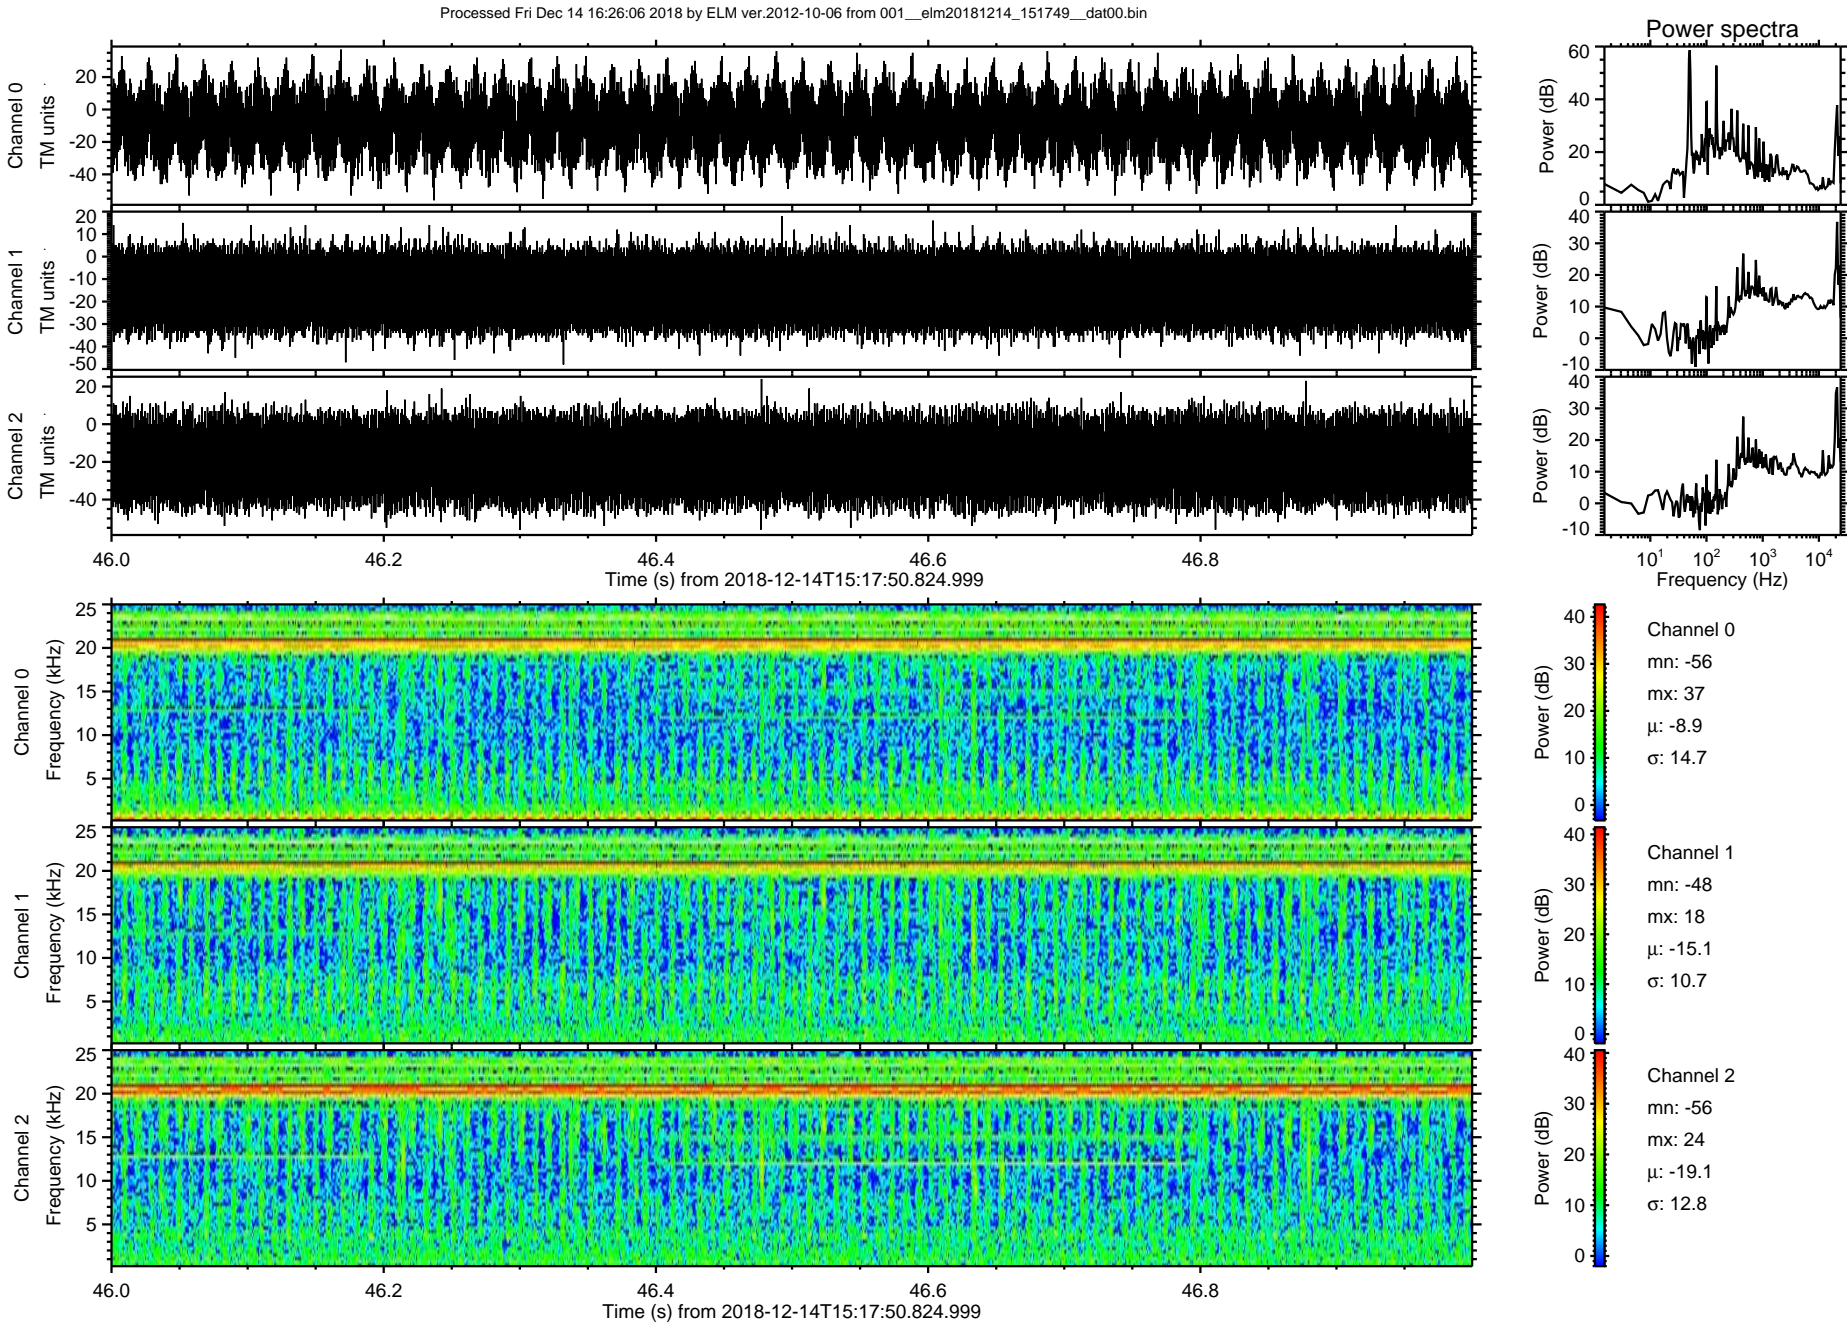 Processed Fri Dec 14 16:26:06 2018 by ELM ver.2012-10-06 from 001__elm20181214_151749__dat00.bin
Power spectra
Channel 0
TM units
20
0
-20
-40
Power (dB)
60
40
20
0
Channel 1
TM units
20
10
0
-10
-20
-30
-40
-50
Power (dB)
40
30
20
10
0
-10
Channel 2
TM units
20
0
-20
-40
Power (dB)
40
30
20
10
0
-10
46.0 46.2 46.4 46.6 46.8
Time (s) from 2018-12-14T15:17:50.824.999
10¹ 10² 10³ 10⁴
Frequency (Hz)
Channel 0
Frequency (kHz)
25
20
15
10
5
Power (dB)
40
30
20
10
0
Channel 0
mn: -56
mx: 37
μ: -8.9
σ: 14.7
Channel 1
Frequency (kHz)
25
20
15
10
5
Power (dB)
40
30
20
10
0
Channel 1
mn: -48
mx: 18
μ: -15.1
σ: 10.7
Channel 2
Frequency (kHz)
25
20
15
10
5
Power (dB)
40
30
20
10
0
Channel 2
mn: -56
mx: 24
μ: -19.1
σ: 12.8
46.0 46.2 46.4 46.6 46.8
Time (s) from 2018-12-14T15:17:50.824.999